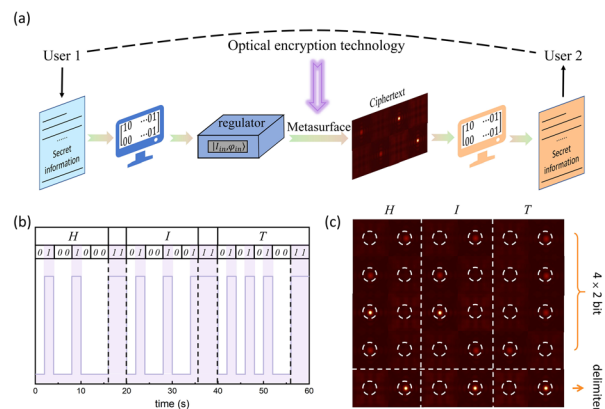 (a)
User 1
Optical encryption technology
User 2
Secret
information
10 ···01
00 ···01
regulator
|I_in, φ_in⟩
Metasurface
Ciphertext
10 ···01
00 ···01
Secret
information
(b)
H I T
0 1 0 0 1 0 0 0 1 1 0 1 0 0 1 0 0 1 1 1 0 1 0 1 0 1 0 0 1 1
0 10 20 30 40 50 60
time (s)
(c)
H I T
4 × 2 bit
delimiter